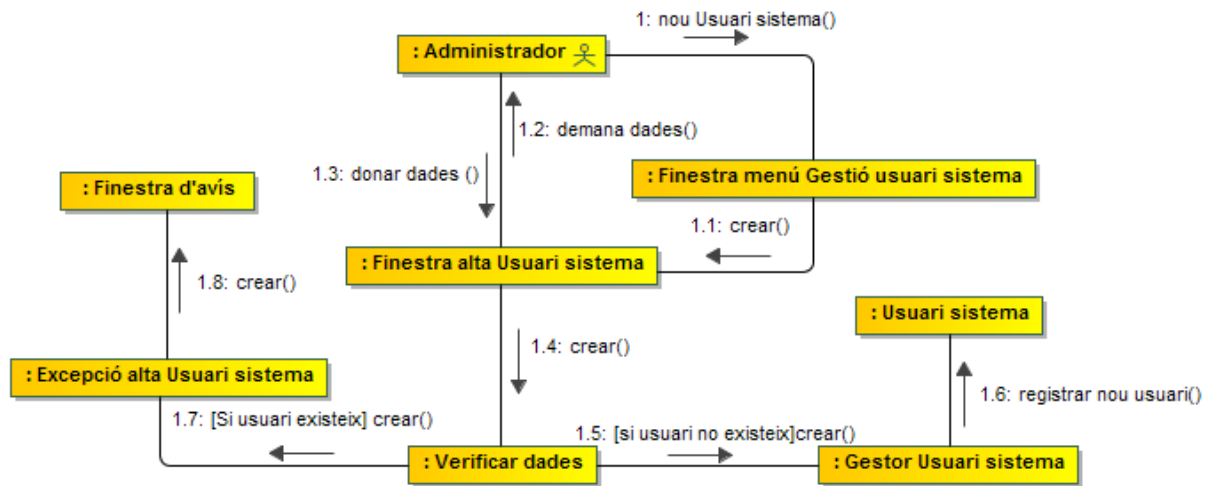 1: nou Usuari sistema()
: Administrador
1.2: demana dades()
1.3: donar dades ()
: Finestra d'avís
: Finestra menú Gestió usuari sistema
1.1: crear()
: Finestra alta Usuari sistema
1.8: crear()
: Usuari sistema
1.4: crear()
: Excepció alta Usuari sistema
1.6: registrar nou usuari()
1.7: [Si usuari existeix] crear()
1.5: [si usuari no existeix]crear()
: Verificar dades
: Gestor Usuari sistema